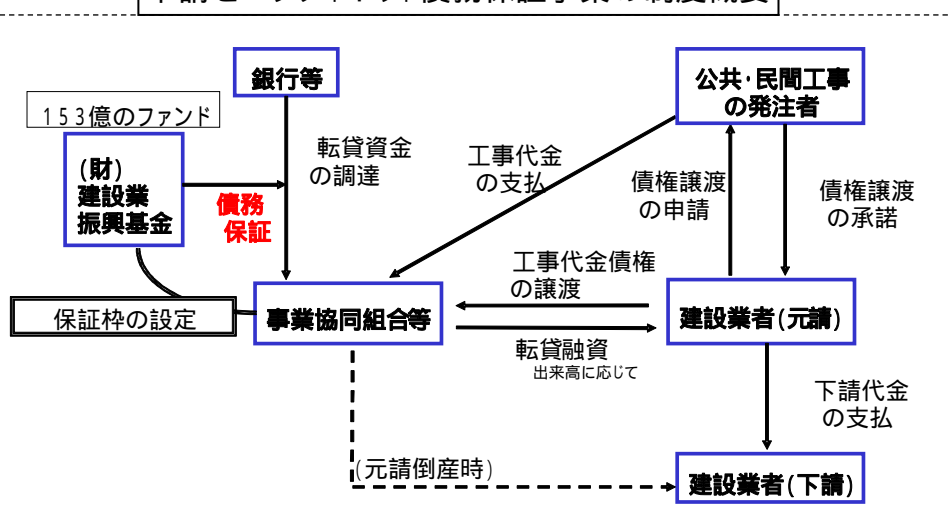 銀行等
公共・民間工事
の発注者
153億のファンド
(財)
建設業
振興基金
転貸資金
の調達
債務
保証
工事代金
の支払
債権譲渡
の申請
債権譲渡
の承諾
工事代金債権
の譲渡
保証枠の設定
事業協同組合等
建設業者(元請)
転貸融資
出来高に応じて
下請代金
の支払
(元請倒産時)
建設業者(下請)